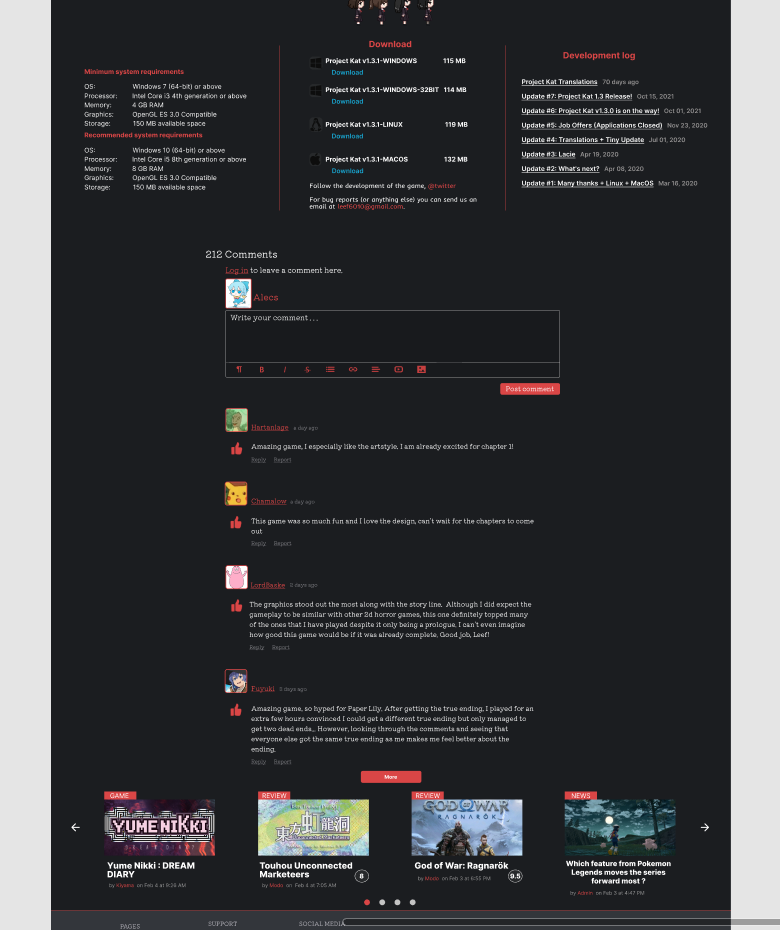 Download
Development log
Minimum system requirements
OS: Windows 7 (64-bit) or above
Processor: Intel Core i3 4th generation or above
Memory: 4 GB RAM
Graphics: OpenGL ES 3.0 Compatible
Storage: 150 MB available space
Recommended system requirements
OS: Windows 10 (64-bit) or above
Processor: Intel Core i5 8th generation or above
Memory: 8 GB RAM
Graphics: OpenGL ES 3.0 Compatible
Storage: 150 MB available space
Project Kat v1.3.1-WINDOWS 115 MB
Download
Project Kat v1.3.1-WINDOWS-32BIT 114 MB
Download
Project Kat v1.3.1-LINUX 119 MB
Download
Project Kat v1.3.1-MACOS 132 MB
Download
Follow the development of the game, @twitter
For bug reports (or anything else) you can send us an
email at leef6010@gmail.com.
Project Kat Translations 70 days ago
Update #7: Project Kat 1.3 Release! Oct 15, 2021
Update #6: Project Kat v1.3.0 is on the way! Oct 01, 2021
Update #5: Job Offers (Applications Closed) Nov 23, 2020
Update #4: Translations + Tiny Update Jul 01, 2020
Update #3: Lacie Apr 19, 2020
Update #2: What's next? Apr 08, 2020
Update #1: Many thanks + Linux + MacOS Mar 16, 2020
212 Comments
Log in to leave a comment here.
Alecs
Write your comment . . .
Post comment
Hartanlage a day ago
Amazing game, I especially like the artstyle. I am already excited for chapter 1!
Reply Report
Chamalow a day ago
This game was so much fun and I love the design, can't wait for the chapters to come
out
Reply Report
LordBaske 2 days ago
The graphics stood out the most along with the story line. Although I did expect the
gameplay to be similar with other 2d horror games, this one definitely topped many
of the ones that I have played despite it only being a prologue, I can't even imagine
how good this game would be if it was already complete. Good job, Leef!
Reply Report
Fuyuki 3 days ago
Amazing game, so hyped for Paper Lily. After getting the true ending, I played for an
extra few hours convinced I could get a different true ending but only managed to
get two dead ends... However, looking through the comments and seeing that
everyone else got the same true ending as me makes me feel better about the
ending.
Reply Report
More
GAME
YUMENIKKI
DREAM DIARY
Yume Nikki : DREAM
DIARY
by Kiyama on Feb 4 at 9:26 AM
REVIEW
東方虹龍洞
Touhou Unconnected
Marketeers
by Mado on Feb 4 at 7:05 AM
8
REVIEW
GOD OF WAR
RAGNARÖK
God of War: Ragnarök
by Mado on Feb 3 at 6:55 PM
9.5
NEWS
Which feature from Pokemon
Legends moves the series
forward most ?
by Admin on Feb 3 at 4:47 PM
PAGES
SUPPORT
SOCIAL MEDIA